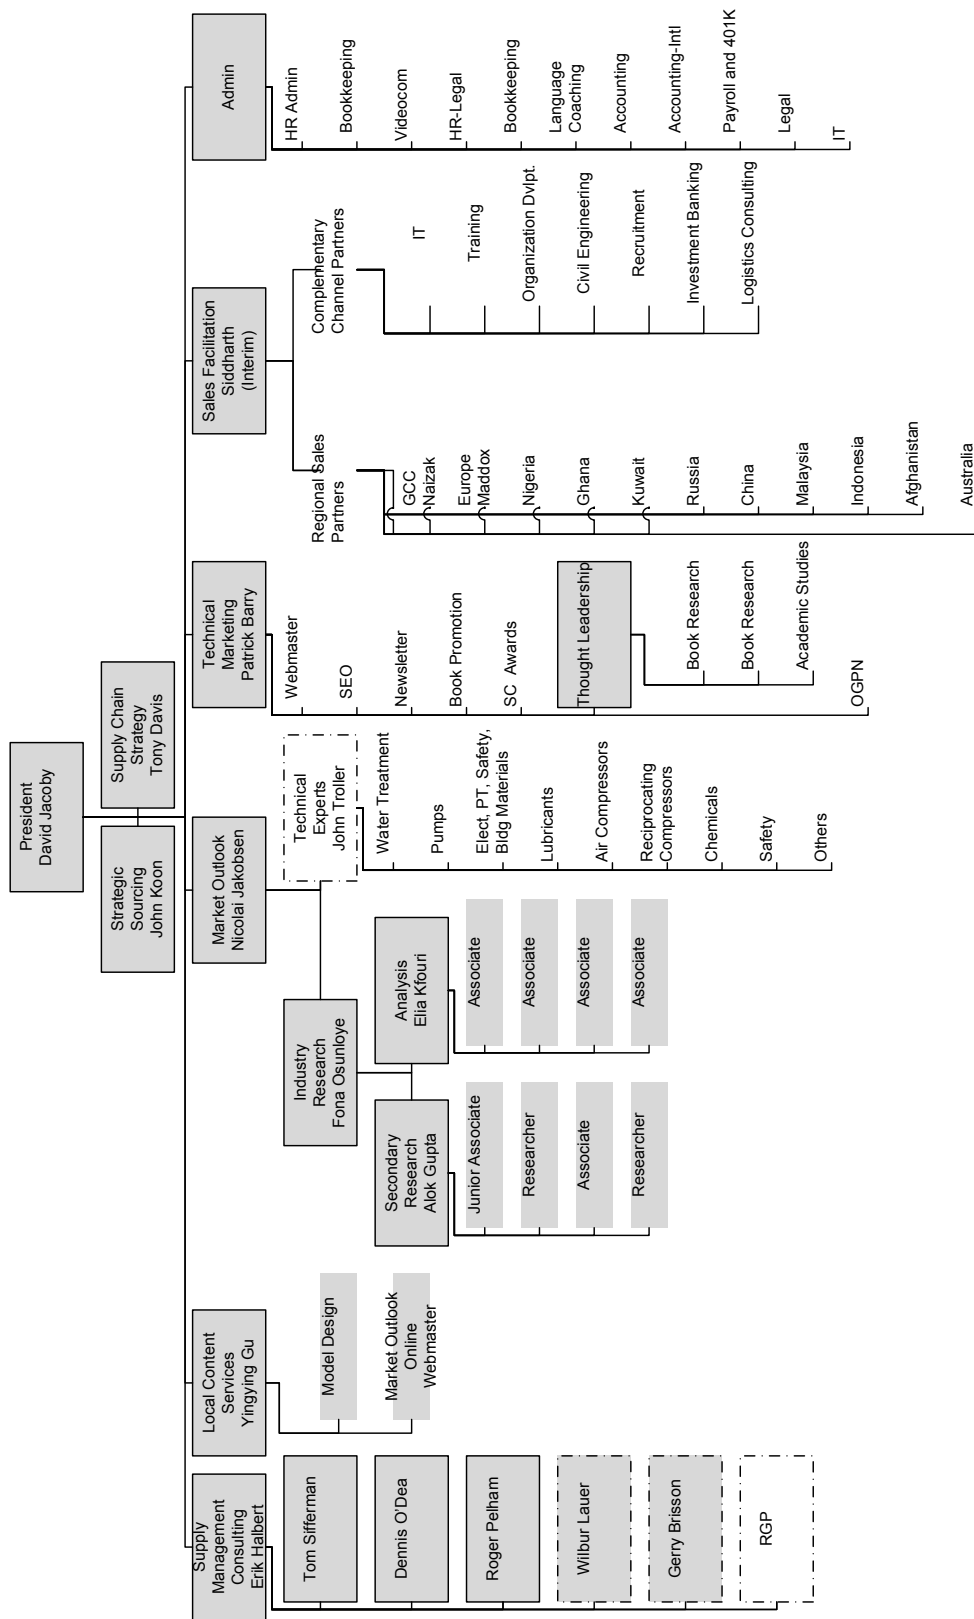 President
David Jacoby
Strategic
Sourcing
John Koon
Supply Chain
Strategy
Tony Davis
Supply
Management
Consulting
Erik Halbert
Tom Sifferman
Dennis O'Dea
Roger Pelham
Wilbur Lauer
Gerry Brisson
RGP
Local Content
Services
Yingying Gu
Model Design
Market Outlook
Online
Webmaster
Market Outlook
Nicolai Jakobsen
Industry
Research
Fona Osunloye
Secondary
Research
Alok Gupta
Junior Associate
Researcher
Associate
Researcher
Analysis
Elia Kfouri
Associate
Associate
Associate
Associate
Technical
Experts
John Troller
Water Treatment
Pumps
Elect, PT, Safety,
Bldg Materials
Lubricants
Air Compressors
Reciprocating
Compressors
Chemicals
Safety
Others
Technical
Marketing
Patrick Barry
Webmaster
SEO
Newsletter
Book Promotion
SC Awards
Thought Leadership
Book Research
Book Research
Academic Studies
OGPN
Sales Facilitation
Siddharth
(Interim)
Regional Sales
Partners
GCC
Naizak
Europe
Maddox
Nigeria
Ghana
Kuwait
Russia
China
Malaysia
Indonesia
Afghanistan
Australia
Complementary
Channel Partners
IT
Training
Organization Dvlpt.
Civil Engineering
Recruitment
Investment Banking
Logistics Consulting
Admin
HR Admin
Bookkeeping
Videocom
HR-Legal
Bookkeeping
Language
Coaching
Accounting
Accounting-Intl
Payroll and 401K
Legal
IT